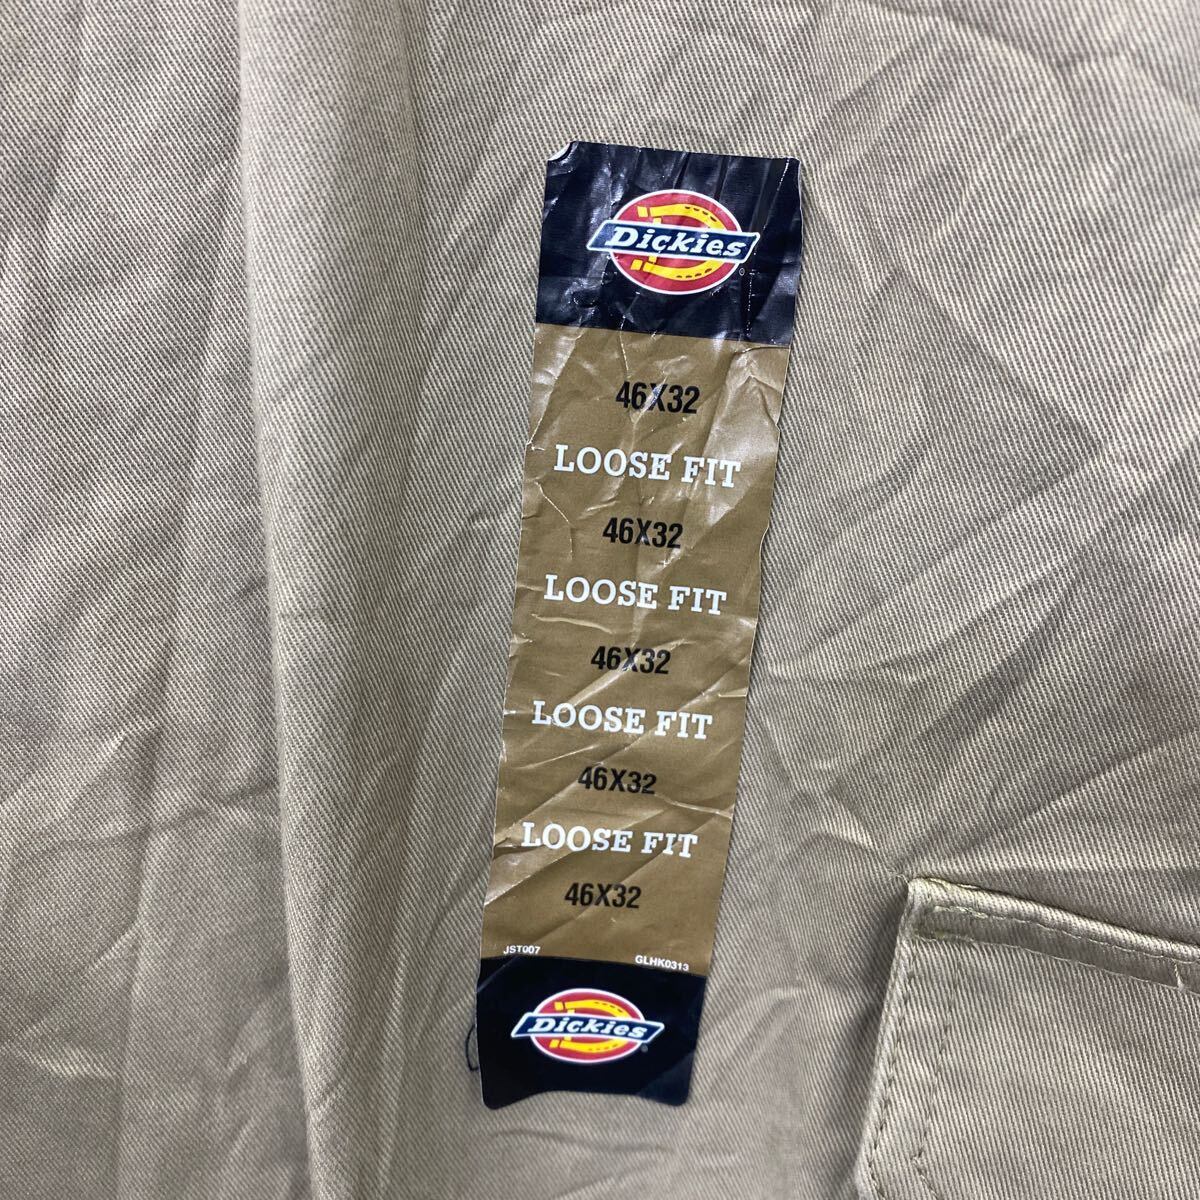 Dickies
®
46X32
LOOSE FIT
46X32
LOOSE FIT
46X32
LOOSE FIT
46X32
LOOSE FIT
46X32
JST007 GLHK0313
Dickies
®